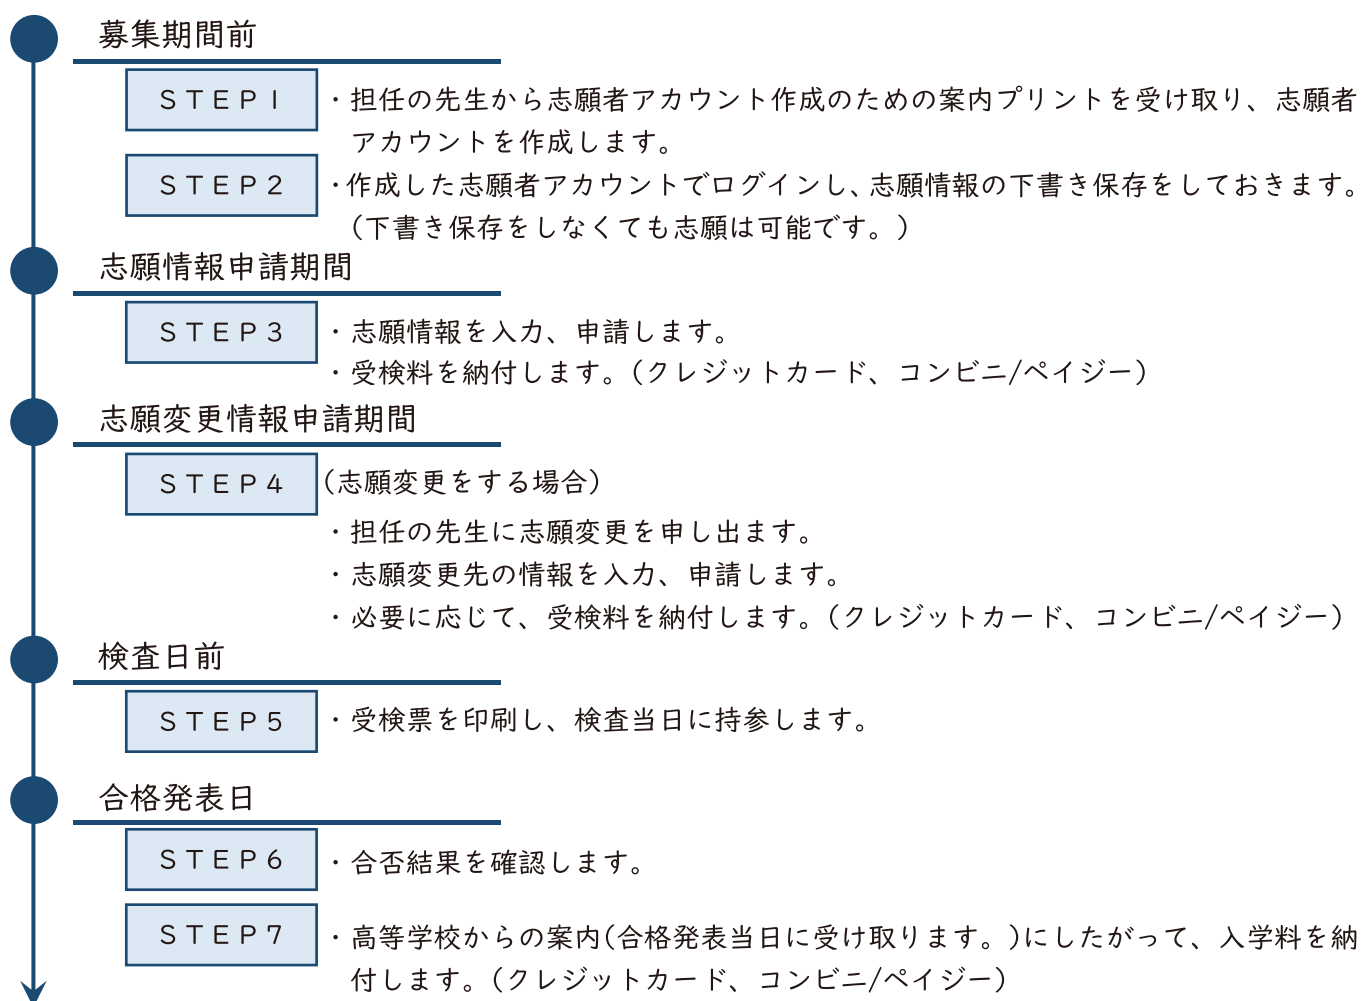 募集期間前
STEP1
・担任の先生から志願者アカウント作成のための案内プリントを受け取り、志願者
アカウントを作成します。
STEP2
・作成した志願者アカウントでログインし、志願情報の下書き保存をしておきます。
(下書き保存をしなくても志願は可能です。)
志願情報申請期間
STEP3
・志願情報を入力、申請します。
・受検料を納付します。(クレジットカード、コンビニ/ペイジー)
志願変更情報申請期間
STEP4
(志願変更をする場合)
・担任の先生に志願変更を申し出ます。
・志願変更先の情報を入力、申請します。
・必要に応じて、受検料を納付します。(クレジットカード、コンビニ/ペイジー)
検査日前
STEP5
・受検票を印刷し、検査当日に持参します。
合格発表日
STEP6
・合否結果を確認します。
STEP7
・高等学校からの案内(合格発表当日に受け取ります。)にしたがって、入学料を納
付します。(クレジットカード、コンビニ/ペイジー)